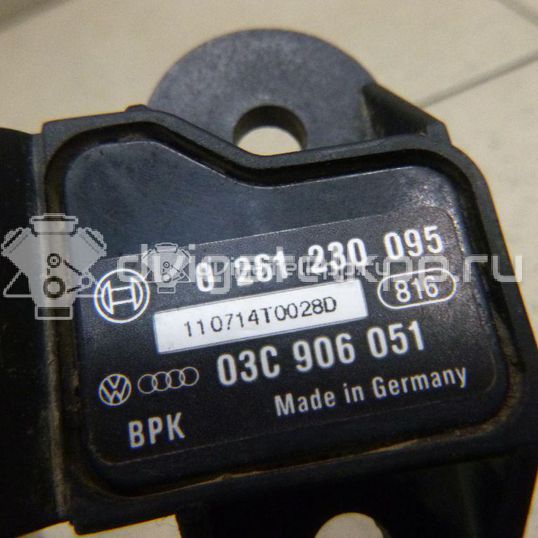 0 261 230 095
816
110714T0028D
03C 906 051
BPK
Made in Germany